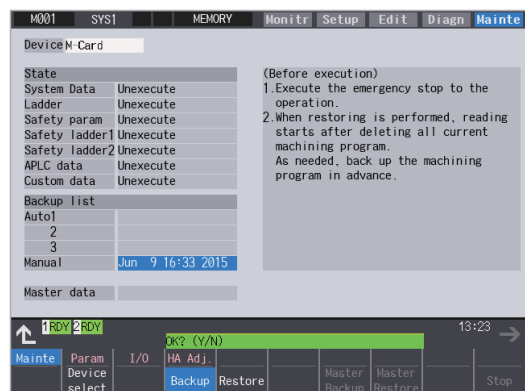 M001 SYS1 MEMORY Monitr Setup Edit Diagn Mainte
Device M-Card
State
System Data Unexecute
Ladder Unexecute
Safety param Unexecute
Safety ladder1 Unexecute
Safety ladder2 Unexecute
APLC data Unexecute
Custom data Unexecute
Backup list
Auto1
2
3
Manual Jun 9 16:33 2015
Master data
(Before execution)
1.Execute the emergency stop to the
operation.
2.When restoring is performed, reading
starts after deleting all current
machining program.
As needed, back up the machining
program in advance.
1RDY 2RDY 13:23
OK? (Y/N)
Mainte Param I/O HA Adj.
Device
select Backup Restore Master
Backup Master
Restore Stop